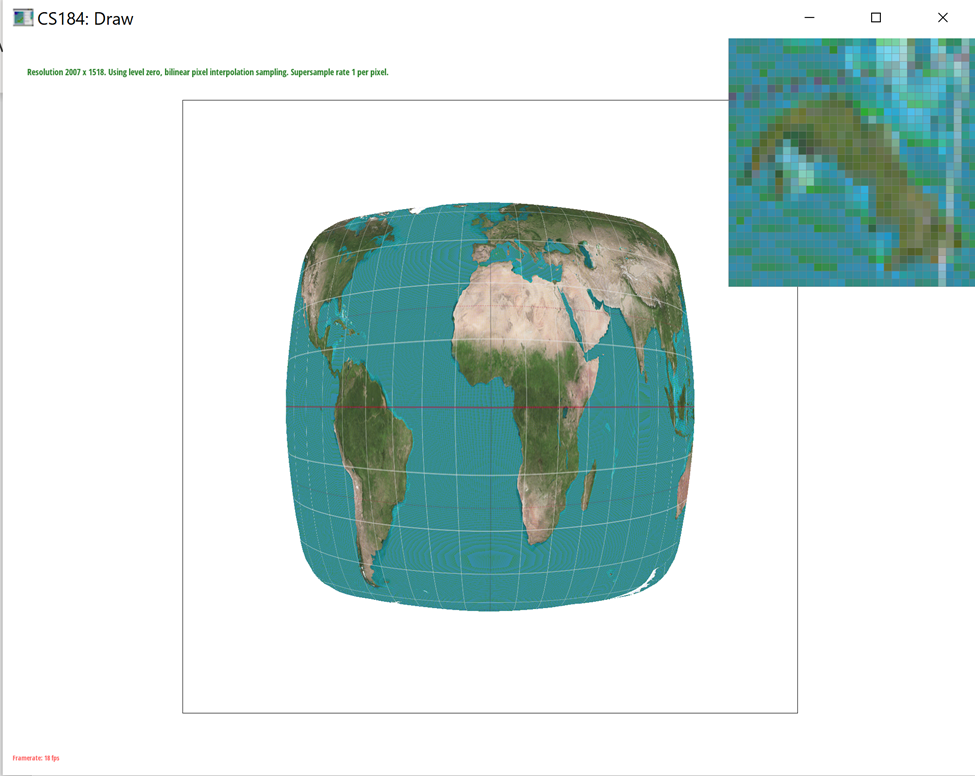 CS184: Draw
Resolution 2007 x 1518. Using level zero, bilinear pixel interpolation sampling. Supersample rate 1 per pixel.
Framerate: 18 fps